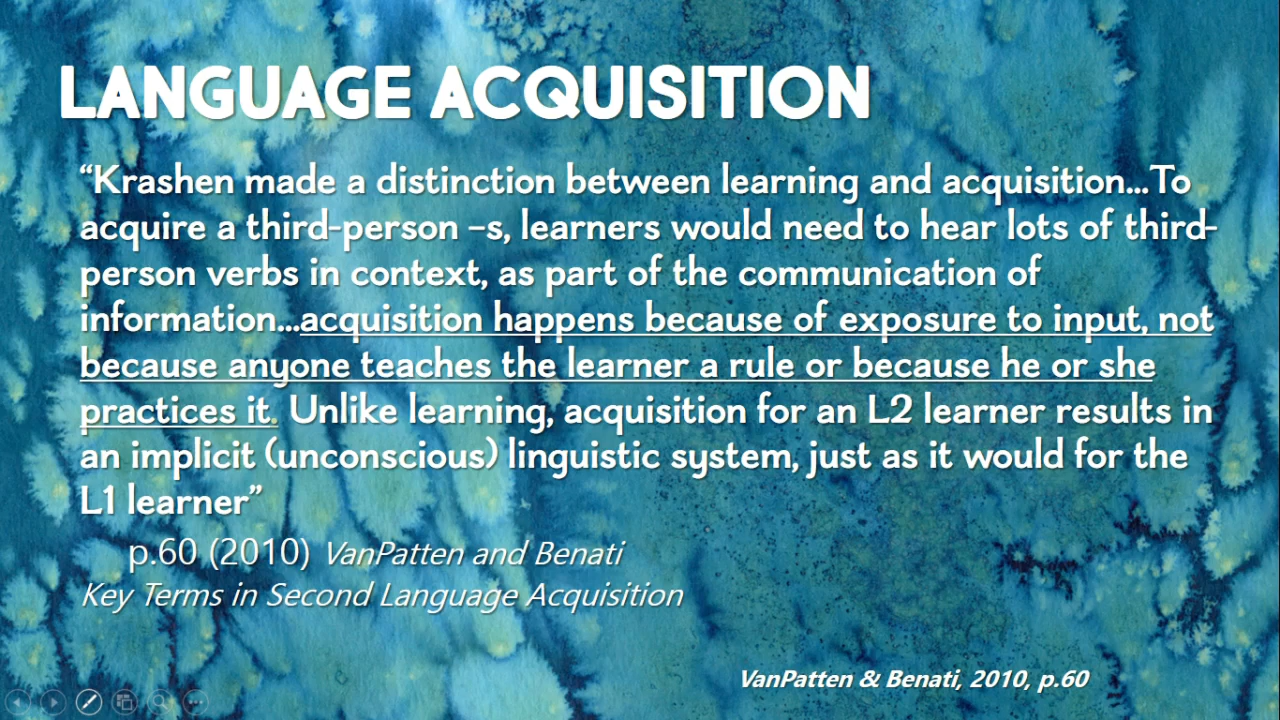 LANGUAGE ACQUISITION
“Krashen made a distinction between learning and acquisition...To
acquire a third-person –s, learners would need to hear lots of third-
person verbs in context, as part of the communication of
information...acquisition happens because of exposure to input, not
because anyone teaches the learner a rule or because he or she
practices it. Unlike learning, acquisition for an L2 learner results in
an implicit (unconscious) linguistic system, just as it would for the
L1 learner”
p.60 (2010) VanPatten and Benati
Key Terms in Second Language Acquisition
VanPatten & Benati, 2010, p.60